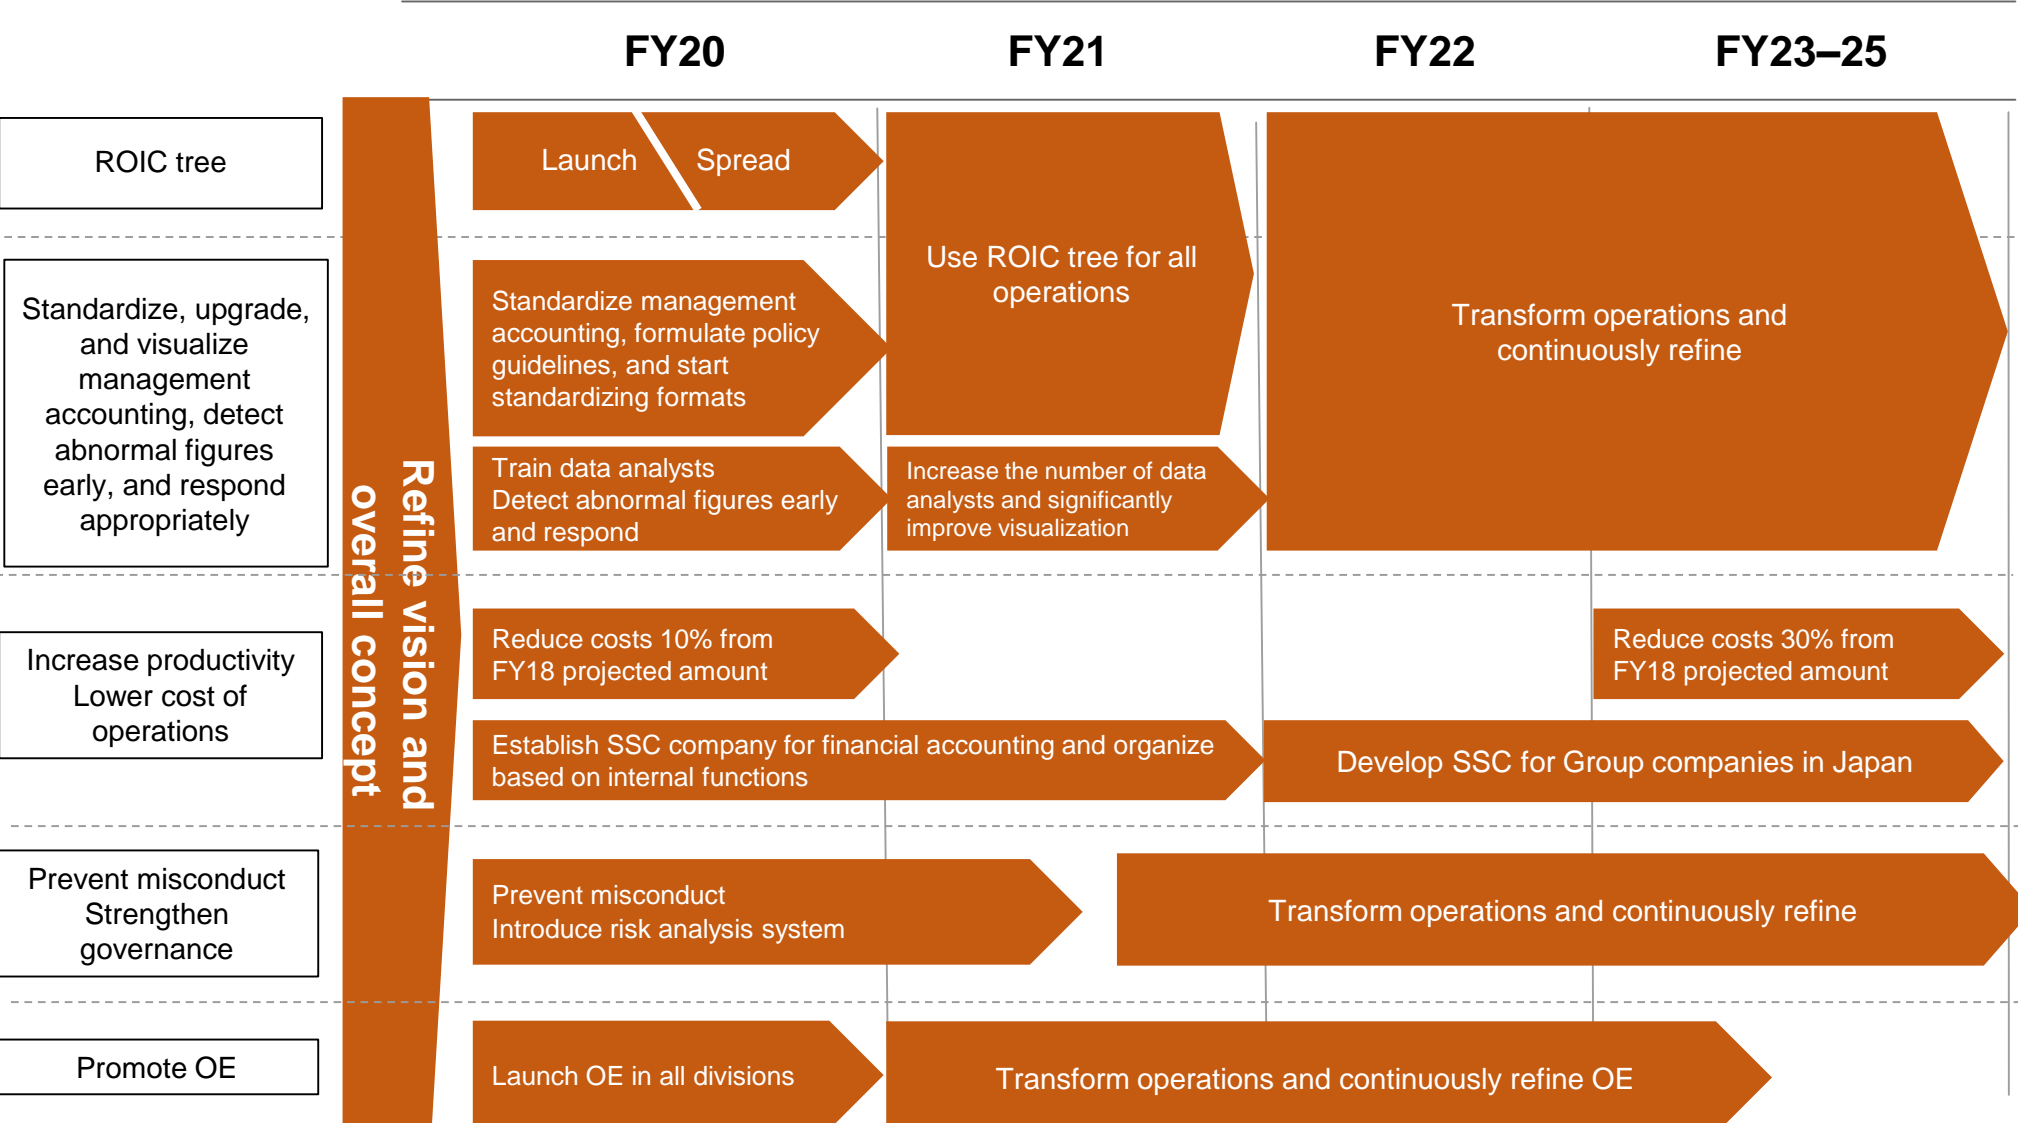 FY20
FY21
FY22
FY23–25
ROIC tree
Launch
Spread
Use ROIC tree for all
operations
Transform operations and
continuously refine
Standardize, upgrade,
and visualize
management
accounting, detect
abnormal figures
early, and respond
appropriately
Standardize management
accounting, formulate policy
guidelines, and start
standardizing formats
Train data analysts
Detect abnormal figures early
and respond
Increase the number of data
analysts and significantly
improve visualization
Refine vision and
overall concept
Increase productivity
Lower cost of
operations
Reduce costs 10% from
FY18 projected amount
Reduce costs 30% from
FY18 projected amount
Establish SSC company for financial accounting and organize
based on internal functions
Develop SSC for Group companies in Japan
Prevent misconduct
Strengthen
governance
Prevent misconduct
Introduce risk analysis system
Transform operations and continuously refine
Promote OE
Launch OE in all divisions
Transform operations and continuously refine OE